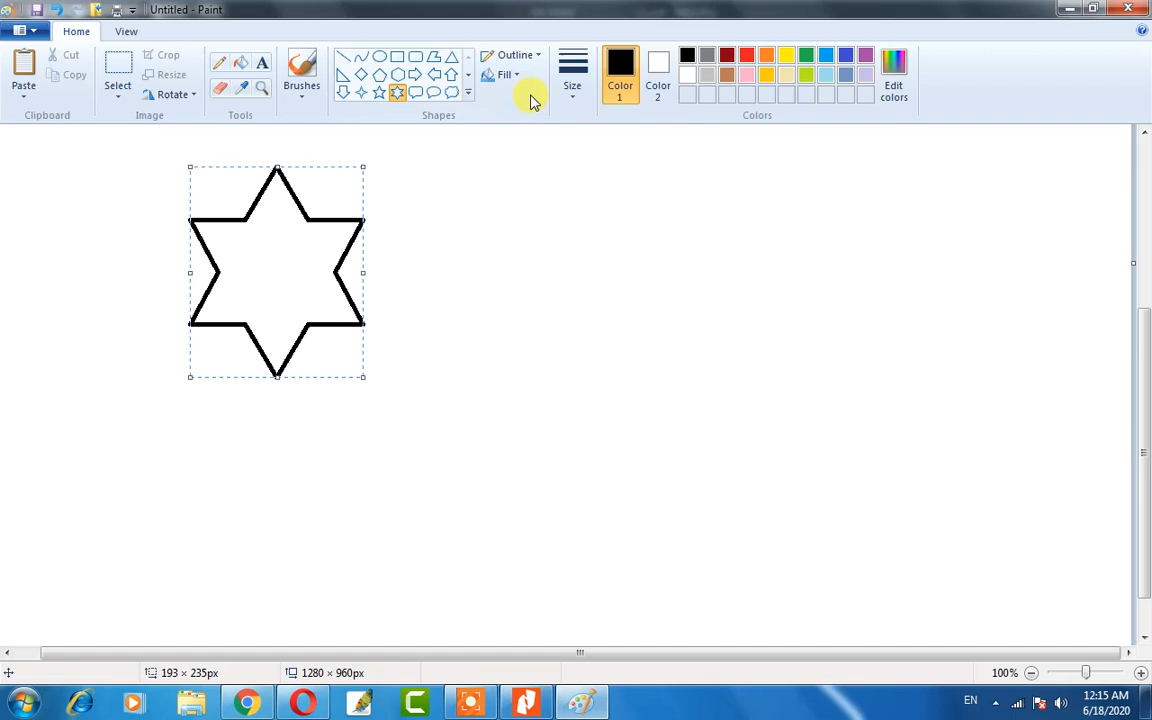 Untitled - Paint
Home View
Paste
Cut
Copy
Clipboard
Select
Crop
Resize
Rotate
Image
A
Tools
Brushes
Shapes
Outline
Fill
Size
Color 1
Color 2
Edit colors
Colors
193 × 235px
1280 × 960px
100%
EN
12:15 AM
6/18/2020